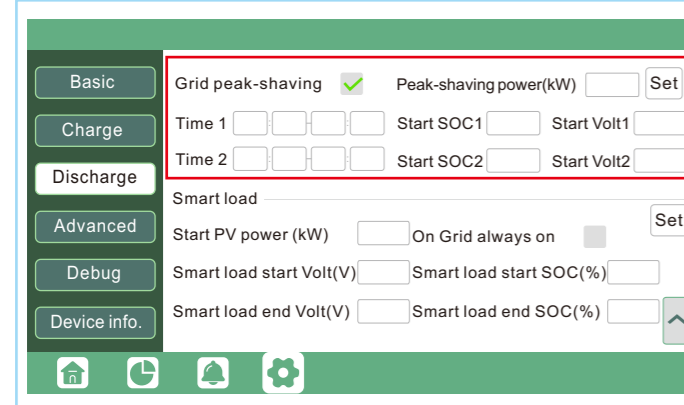 Basic
Charge
Discharge
Advanced
Debug
Device info.
Grid peak-shaving Peak-shaving power(kW) Set
Time 1 : - : Start SOC1 Start Volt1
Time 2 : - : Start SOC2 Start Volt2
Smart load
Set
Start PV power (kW) On Grid always on
Smart load start Volt(V) Smart load start SOC(%)
Smart load end Volt(V) Smart load end SOC(%)